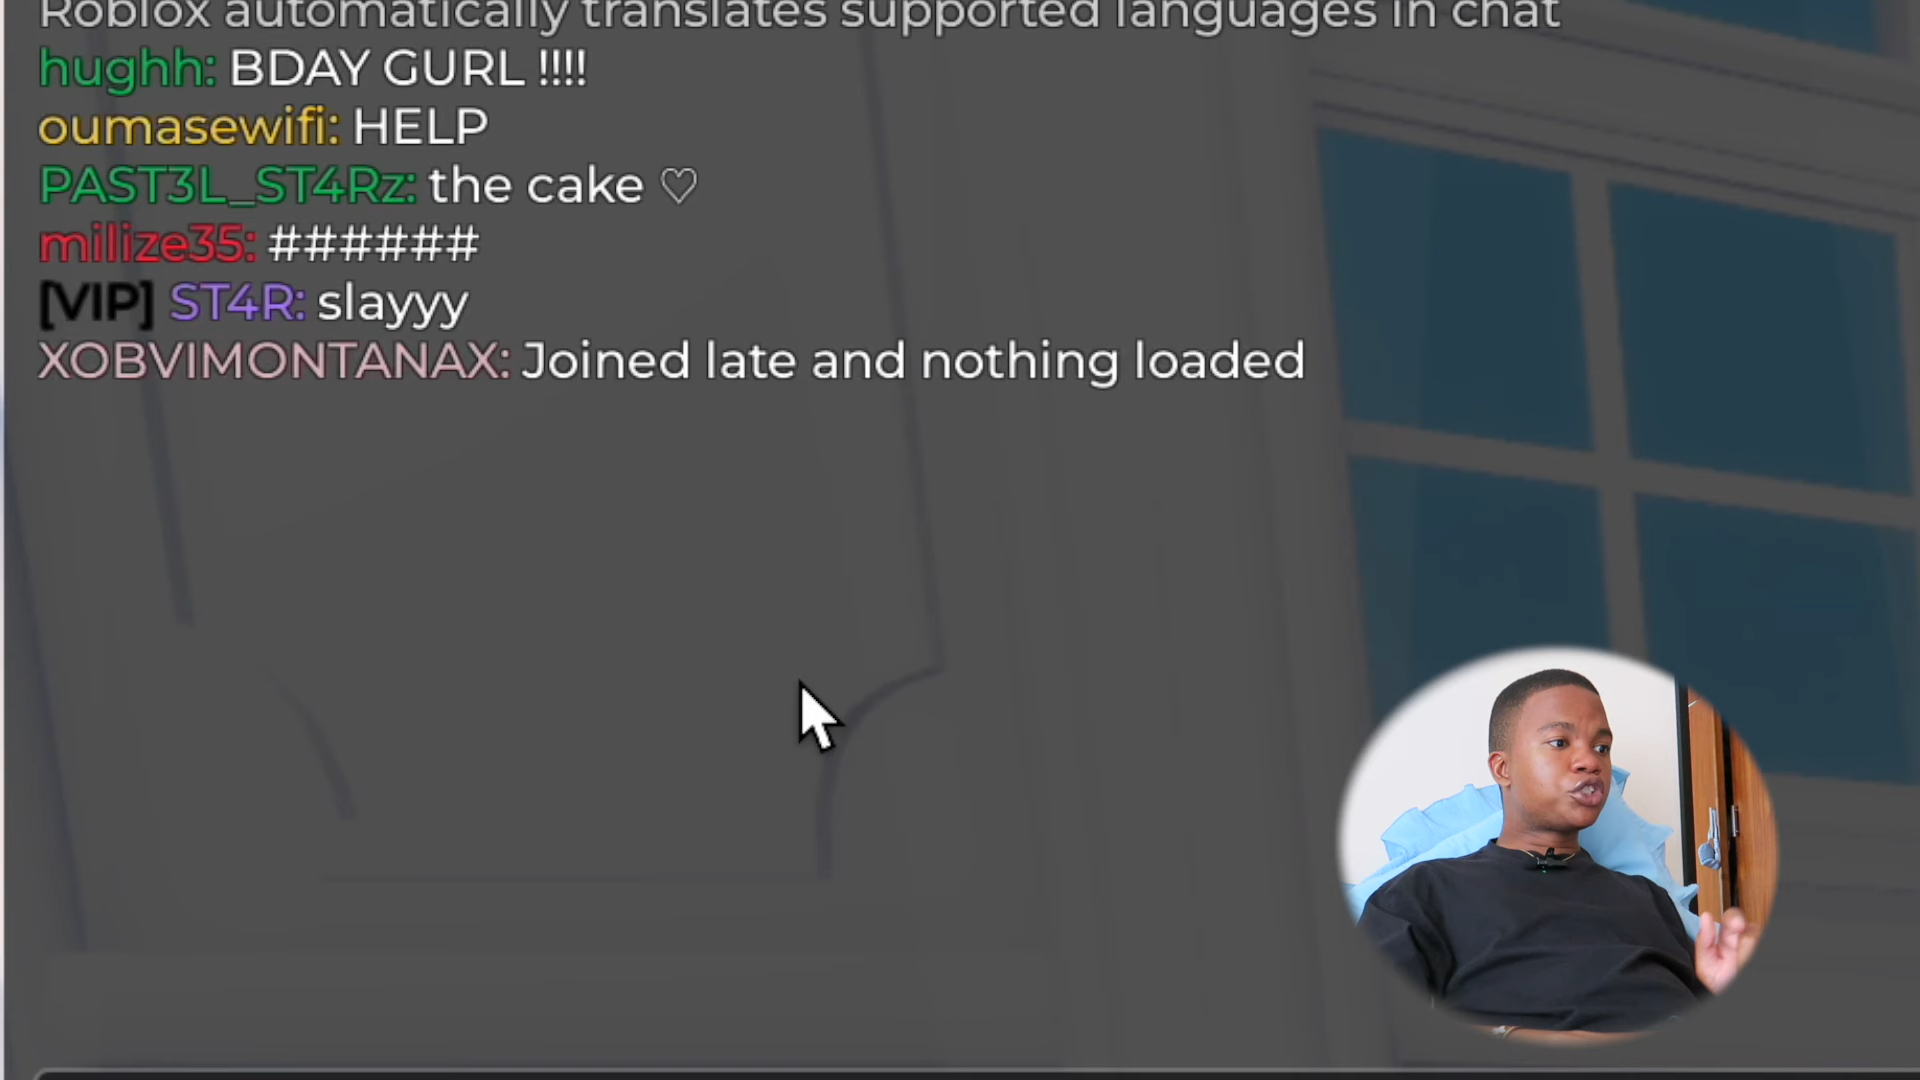 Roblox automatically translates supported languages in chat
hughh: BDAY GURL !!!!
oumasewifi: HELP
PAST3L_ST4Rz: the cake ♡
milize35: ######
[VIP] ST4R: slayyy
XOBVIMONTANAX: Joined late and nothing loaded